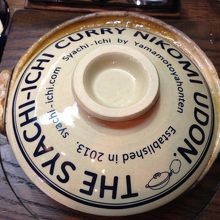 THE SYACHI-ICHI CURRY NIKOMI UDON.
Syachi-ichi by Yamamotoyahonten
Established in 2013. syachi-ichi.com